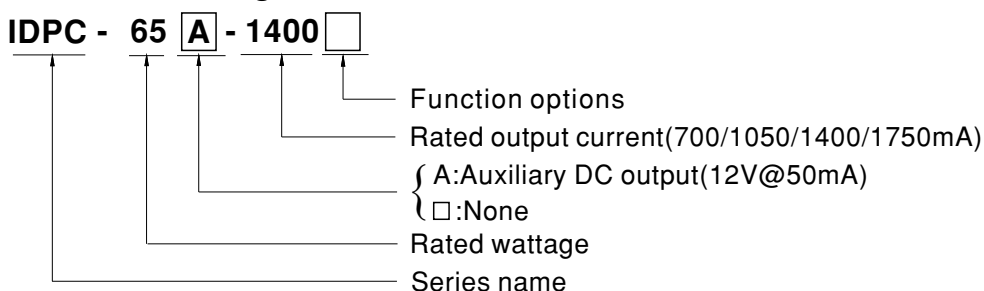 IDPC - 65 A - 1400□
Function options
Rated output current(700/1050/1400/1750mA)
A:Auxiliary DC output(12V@50mA)
□:None
Rated wattage
Series name